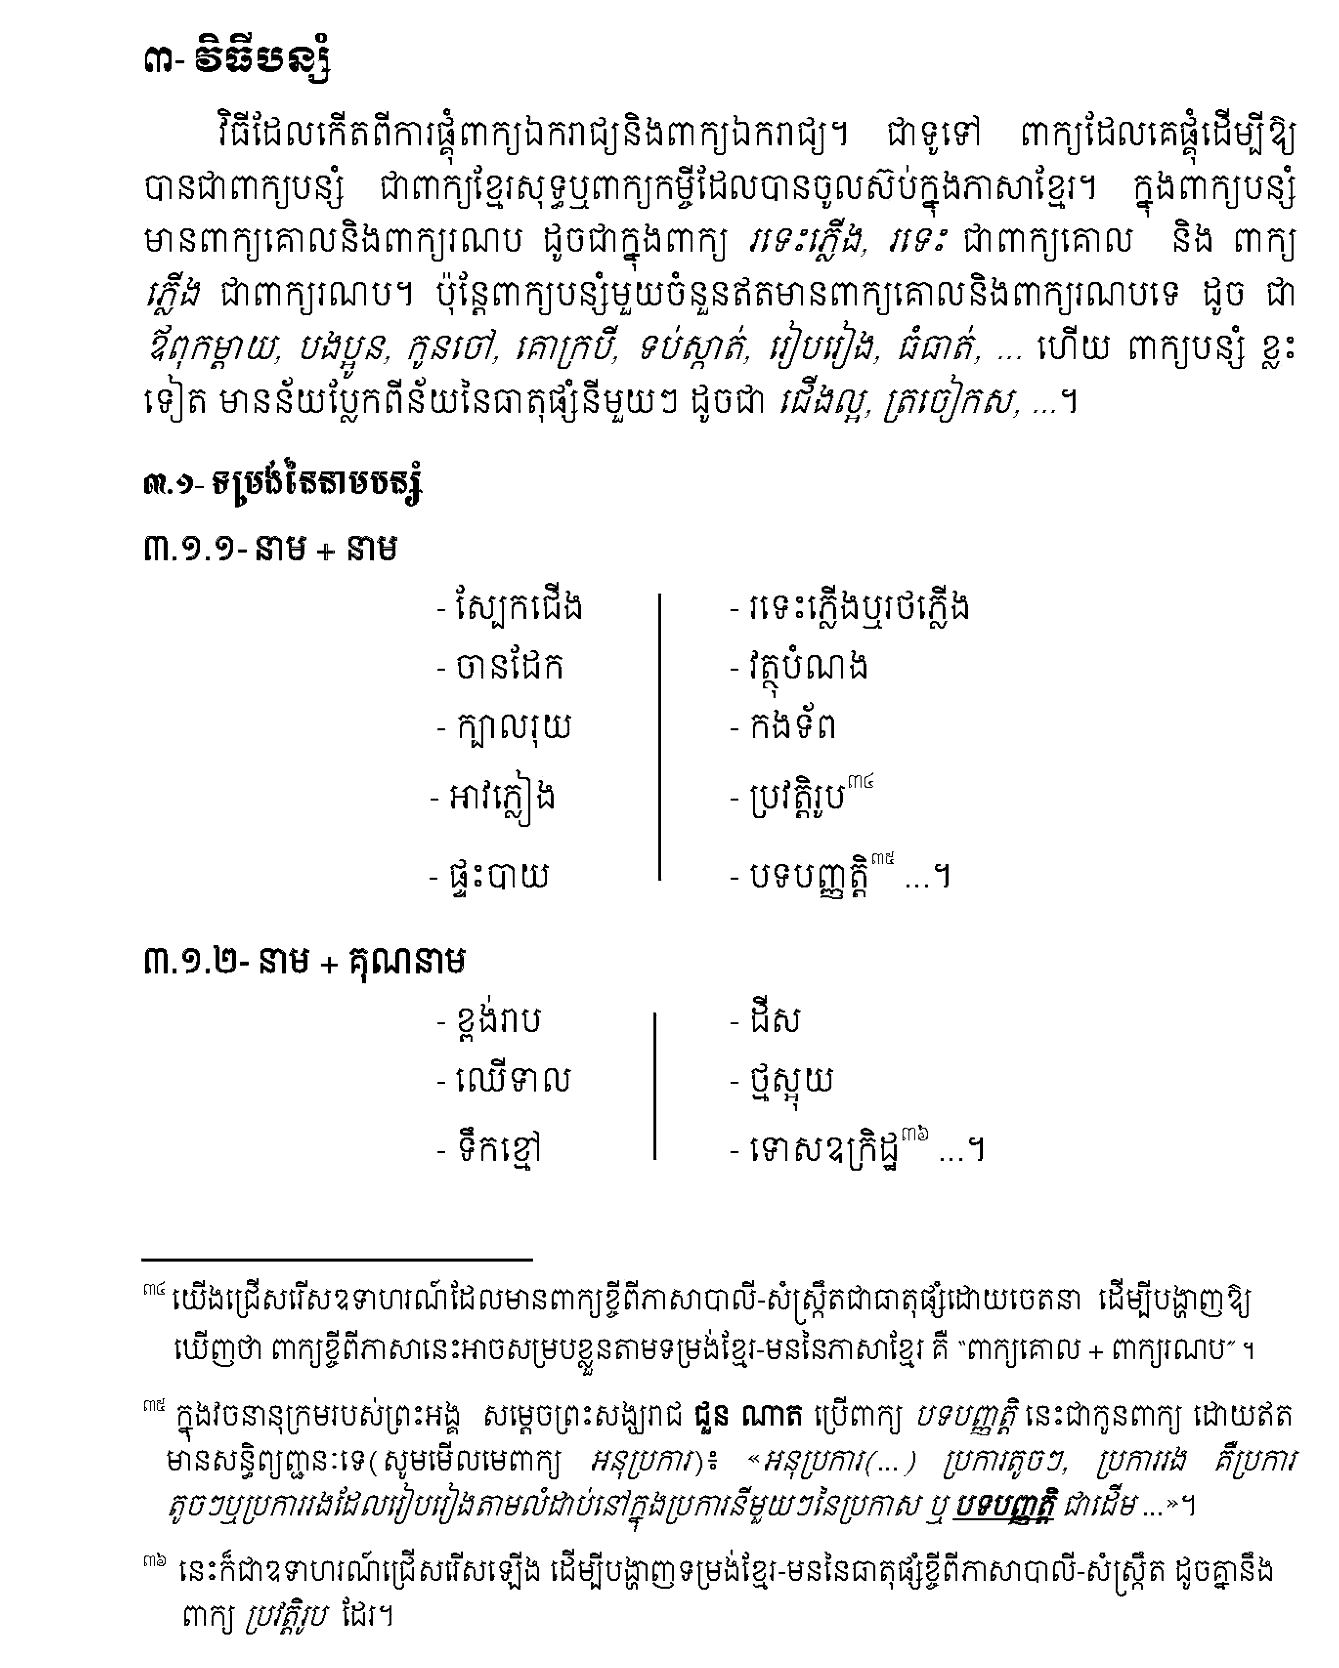 ៣- វិធីបន្សំ
វិធីដែលកើតពីការផ្គុំពាក្យឯករាជ្យនិងពាក្យឯករាជ្យ។ ជាទូទៅ ពាក្យដែលគេផ្គុំដើម្បីឱ្យ
បានជាពាក្យបន្សំ ជាពាក្យខ្មែរសុទ្ធឬពាក្យកម្ចីដែលបានចូលស៊ប់ក្នុងភាសាខ្មែរ។ ក្នុងពាក្យបន្សំ
មានពាក្យគោលនិងពាក្យរណប ដូចជាក្នុងពាក្យ រទេះភ្លើង, រទេះ ជាពាក្យគោល និង ពាក្យ
ភ្លើង ជាពាក្យរណប។ ប៉ុន្តែពាក្យបន្សំមួយចំនួនឥតមានពាក្យគោលនិងពាក្យរណបទេ ដូច ជា
ឪពុកម្ដាយ, បងប្អូន, កូនចៅ, គោក្របី, ទប់ស្កាត់, រៀបរៀង, ធំធាត់, ... ហើយ ពាក្យបន្សំ ខ្លះ
ទៀត មានន័យប្លែកពីន័យនៃធាតុផ្សំនីមួយៗ ដូចជា ជើងល្អ, ត្រចៀកស, ...។
៣.១- ទម្រង់នៃនាមបន្សំ
៣.១.១- នាម + នាម
- ស្បែកជើង - រទេះភ្លើងឬរថភ្លើង
- ចានដែក - វត្ថុបំណង
- ក្បាលរុយ - កងទ័ព
- អាវភ្លៀង - ប្រវត្តិរូប៣៤
- ផ្ទះបាយ - បទបញ្ញត្តិ៣៥ ...។
៣.១.២- នាម + គុណនាម
- ខ្ពង់រាប - ដីស
- ឈើទាល - ថ្មស្អុយ
- ទឹកខ្មៅ - ទោសឧក្រិដ្ឋ៣៦ ...។
៣៤ យើងជ្រើសរើសឧទាហរណ៍ដែលមានពាក្យខ្ចីពីភាសាបាលី-សំស្ក្រឹតជាធាតុផ្សំដោយចេតនា ដើម្បីបង្ហាញឱ្យ
ឃើញថា ពាក្យខ្ចីពីភាសានេះអាចសម្របខ្លួនតាមទម្រង់ខ្មែរ-មននៃភាសាខ្មែរ គឺ "ពាក្យគោល + ពាក្យរណប" ។
៣៥ ក្នុងវចនានុក្រមរបស់ព្រះអង្គ សម្ដេចព្រះសង្ឃរាជ ជួន ណាត ប្រើពាក្យ បទបញ្ញត្តិ នេះជាកូនពាក្យ ដោយឥត
មានសន្ធិព្យព្ជានៈទេ(សូមមើលមេពាក្យ អនុប្រការ)៖ «អនុប្រការ(...) ប្រការតូចៗ, ប្រការរង គឺប្រការ
តូចៗឬប្រការរងដែលរៀបរៀងតាមលំដាប់នៅក្នុងប្រការនីមួយៗនៃប្រកាស ឬ បទបញ្ញត្តិ ជាដើម ...»។
៣៦ នេះក៏ជាឧទាហរណ៍ជ្រើសរើសឡើង ដើម្បីបង្ហាញទម្រង់ខ្មែរ-មននៃធាតុផ្សំខ្ចីពីភាសាបាលី-សំស្ក្រឹត ដូចគ្នានឹង
ពាក្យ ប្រវត្តិរូប ដែរ។